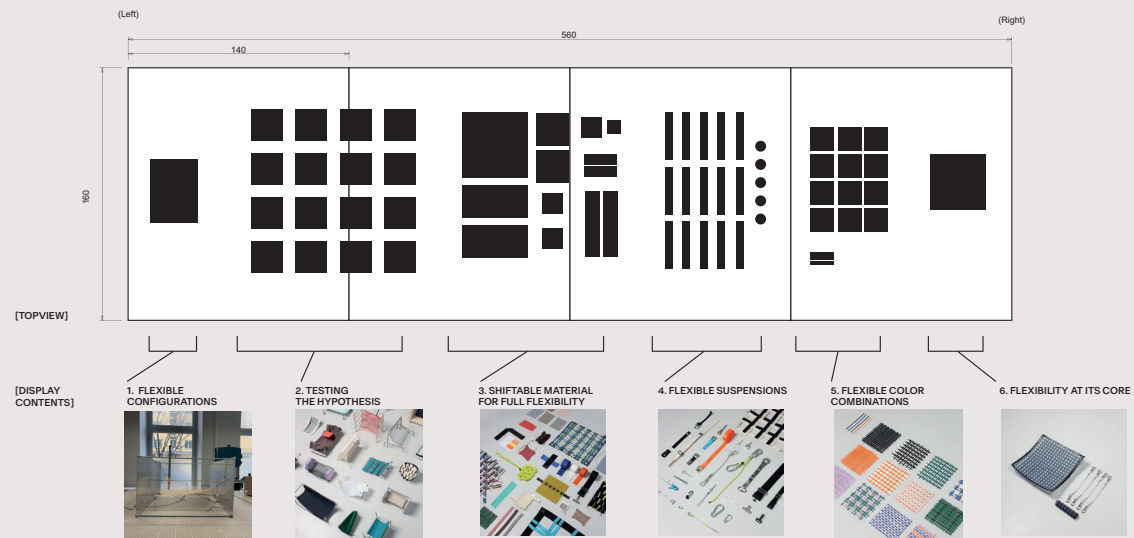 (Left)
(Right)
560
140
160
[TOPVIEW]
[DISPLAY
CONTENTS]
1. FLEXIBLE
CONFIGURATIONS
2. TESTING
THE HYPOTHESIS
3. SHIFTABLE MATERIAL
FOR FULL FLEXIBILITY
4. FLEXIBLE SUSPENSIONS
5. FLEXIBLE COLOR
COMBINATIONS
6. FLEXIBILITY AT ITS CORE